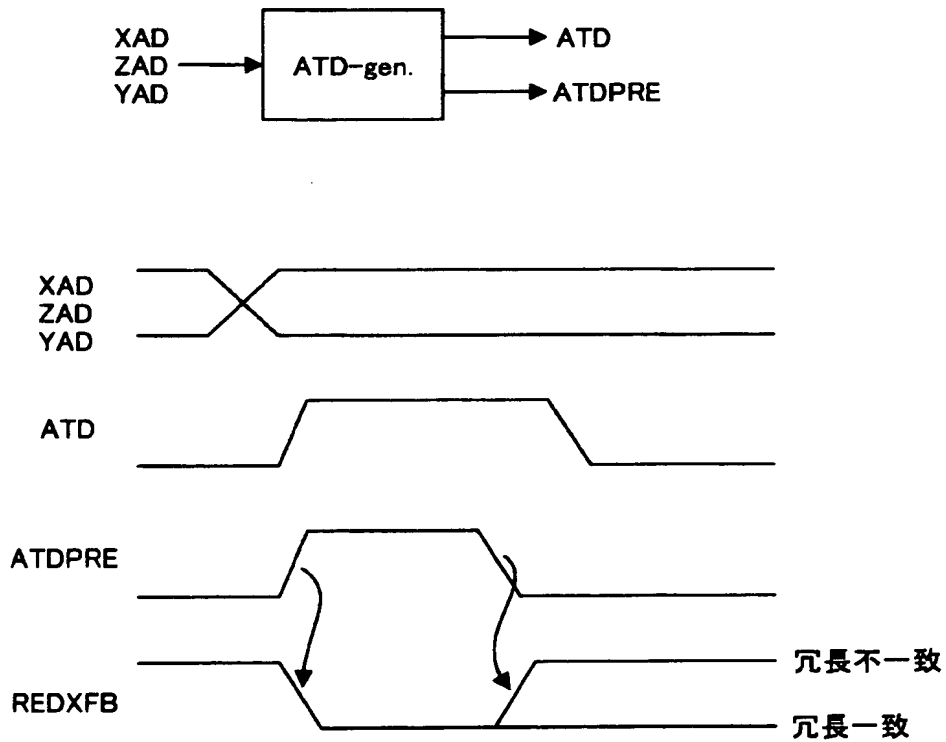 XAD
ZAD
YAD
ATD-gen.
ATD
ATDPRE
XAD
ZAD
YAD
ATD
ATDPRE
REDXFB
冗長不一致
冗長一致